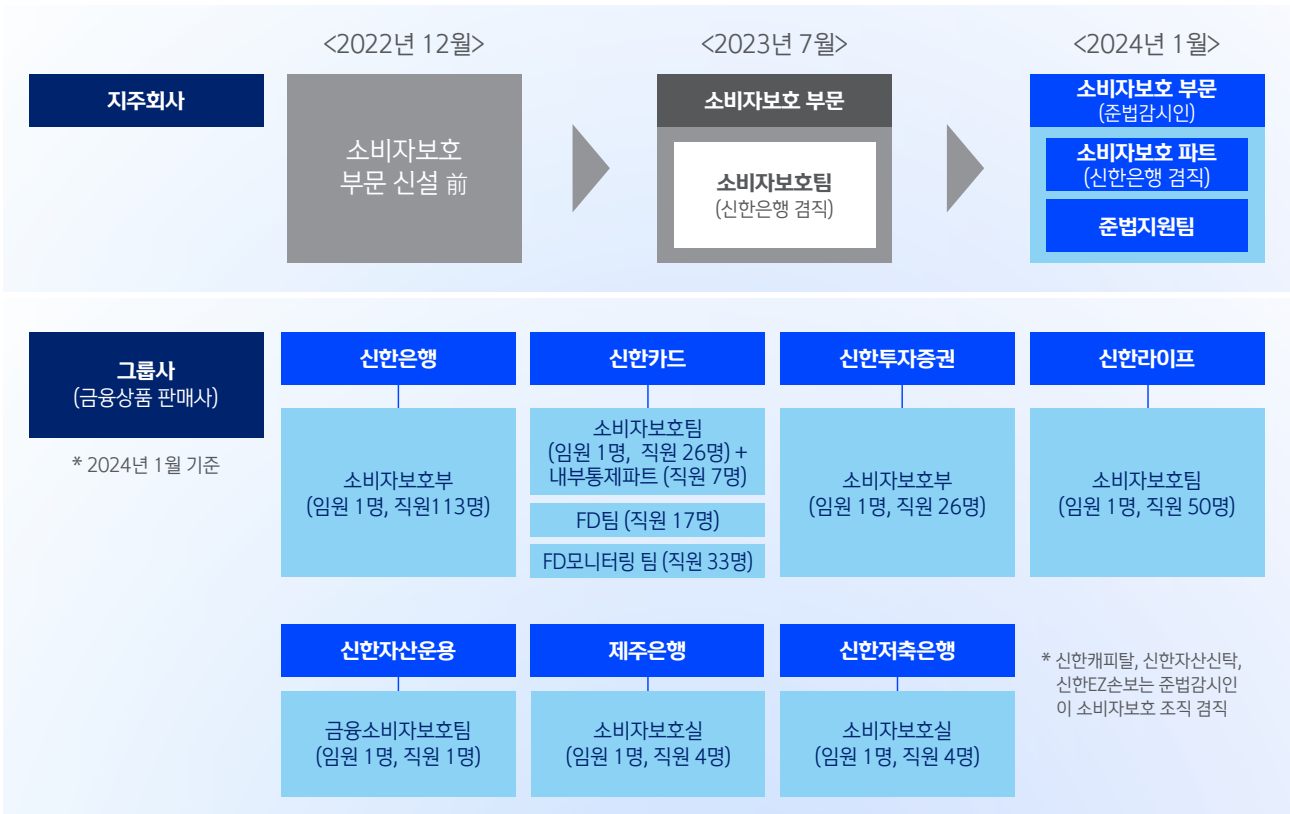 <2022년 12월>
<2023년 7월>
<2024년 1월>
지주회사
소비자보호
부문 신설 前
소비자보호 부문
소비자보호팀
(신한은행 겸직)
소비자보호 부문
(준법감시인)
소비자보호 파트
(신한은행 겸직)
준법지원팀
그룹사
(금융상품 판매사)
* 2024년 1월 기준
신한은행
소비자보호부
(임원 1명, 직원113명)
신한카드
소비자보호팀
(임원 1명, 직원 26명) +
내부통제파트 (직원 7명)
FD팀 (직원 17명)
FD모니터링 팀 (직원 33명)
신한투자증권
소비자보호부
(임원 1명, 직원 26명)
신한라이프
소비자보호팀
(임원 1명, 직원 50명)
신한자산운용
금융소비자보호팀
(임원 1명, 직원 1명)
제주은행
소비자보호실
(임원 1명, 직원 4명)
신한저축은행
소비자보호실
(임원 1명, 직원 4명)
* 신한캐피탈, 신한자산신탁,
신한EZ손보는 준법감시인
이 소비자보호 조직 겸직